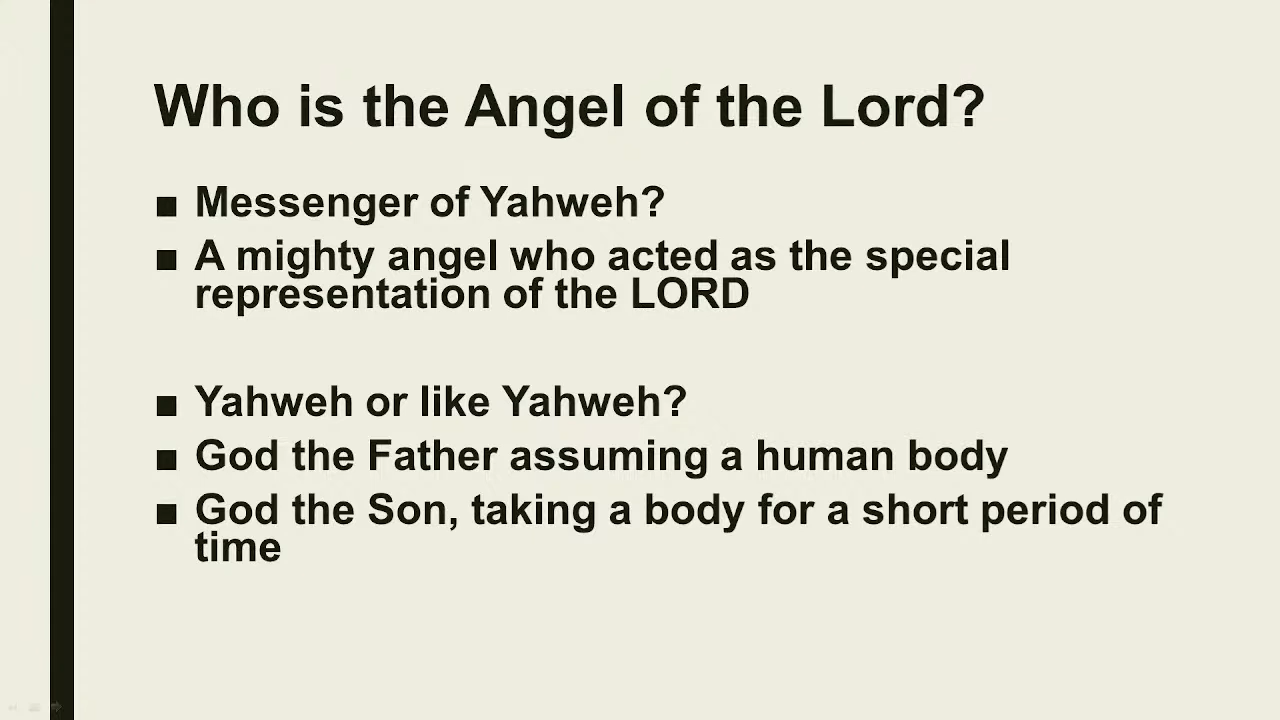 Who is the Angel of the Lord?
■ Messenger of Yahweh?
■ A mighty angel who acted as the special
representation of the LORD
■ Yahweh or like Yahweh?
■ God the Father assuming a human body
■ God the Son, taking a body for a short period of
time